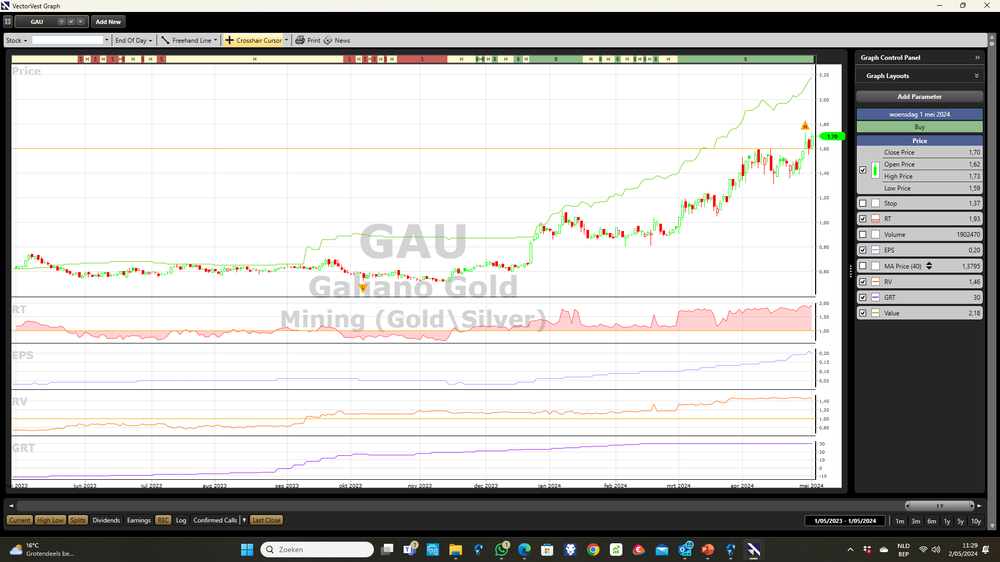 VectorVest Graph
GAU
Add New
Stock
End Of Day
Freehand Line
Crosshair Cursor
Print
News
S H S H S HS H S H S H S H S HS H S H S H BHB H B H B H B H B H B H BH BH B H B
Price
2,20
2,00
1,80
1,70
1,60
1,40
1,20
1,00
0,80
0,60
H
L
GAU
Galiano Gold
Mining (Gold\Silver)
RT
2,00
1,50
1,00
EPS
0,20
0,15
0,10
0,05
RV
1,40
1,20
1,00
0,80
GRT
30
20
10
0
-10
ei 2023 jun 2023 jul 2023 aug 2023 sep 2023 okt 2023 nov 2023 dec 2023 jan 2024 feb 2024 mrt 2024 apr 2024 mei 2024
Graph Control Panel
Graph Layouts
Add Parameter
woensdag 1 mei 2024
Buy
Price
Close Price 1,70
Open Price 1,62
High Price 1,73
Low Price 1,59
Stop 1,37
RT 1,93
Volume 1902470
EPS 0,20
MA Price (40) 1,3795
RV 1,46
GRT 30
Value 2,18
1 Y
Current High Low Splits Dividends Earnings REC Log Confirmed Calls Last Close
1/05/2023 - 1/05/2024
1m 3m 6m 1y 5y 10y
16°C
Grotendeels be...
Zoeken
1
1
NEW
NLD
BEP
11:29
2/05/2024